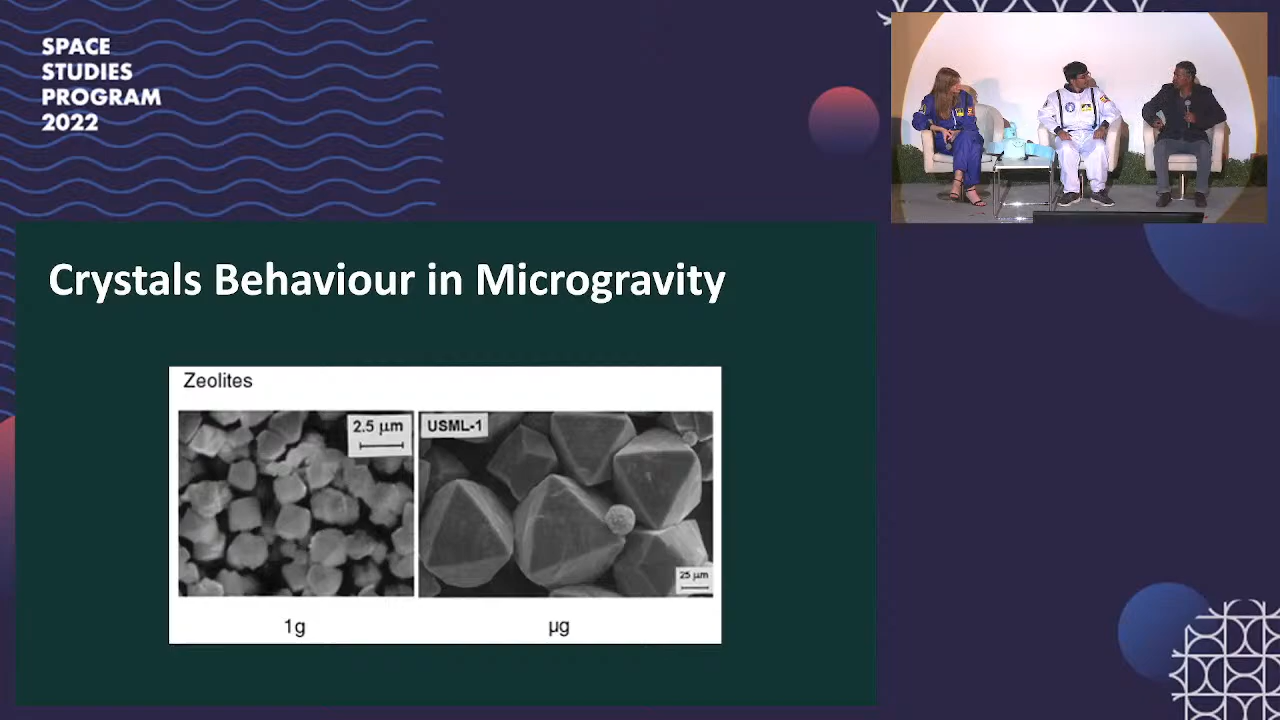 SPACE
STUDIES
PROGRAM
2022
Crystals Behaviour in Microgravity
Zeolites
2.5 µm
USML-1
25 µm
1g
µg